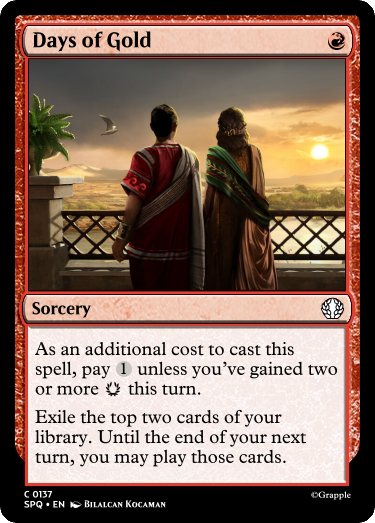 Days of Gold
Sorcery
As an additional cost to cast this
spell, pay 1 unless you've gained two
or more this turn.
Exile the top two cards of your
library. Until the end of your next
turn, you may play those cards.
C 0137
SPQ • EN Bilalcan Kocaman
©Grapple